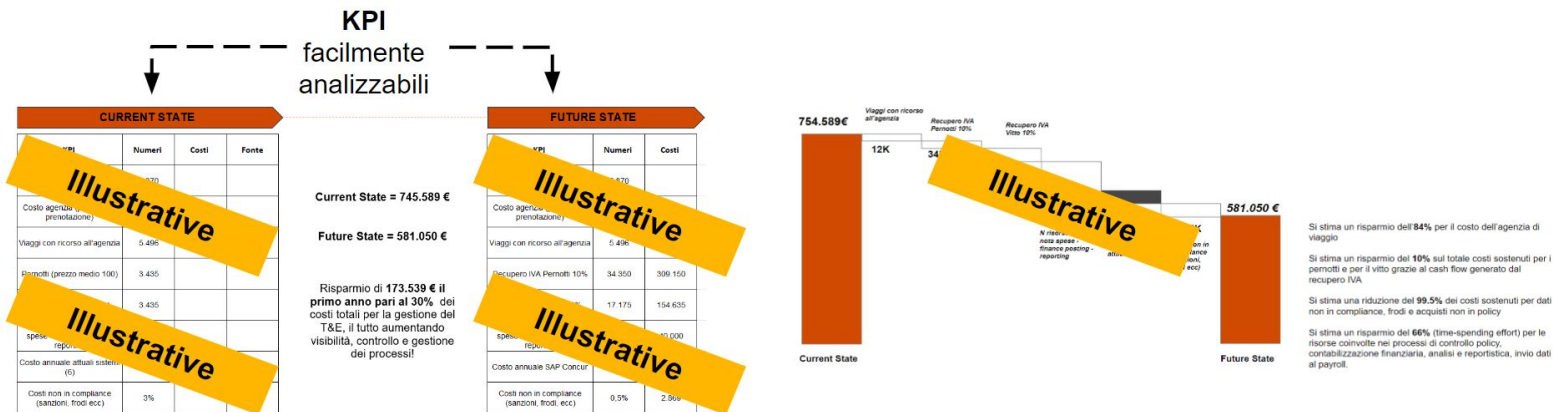 KPI
facilmente
analizzabili
CURRENT STATE
KPI Numeri Costi Fonte
Costo agenzia
prenotazione)
Viaggi con ricorso all'agenzia 5.496
Pernotti (prezzo medio 100) 3.435
3.435
Costo annuale attuali sistemi
(6)
Costi non in compliance
(sanzioni, frodi ecc) 3%
Illustrative
Illustrative
Current State = 745.589 €
Future State = 581.050 €
Risparmio di 173.539 € il
primo anno pari al 30% dei
costi totali per la gestione del
T&E, il tutto aumentando
visibilità, controllo e gestione
dei processi!
FUTURE STATE
KPI Numeri Costi
Costo agenzia
prenotazione)
Viaggi con ricorso all'agenzia 5.496
Recupero IVA Pernotti 10% 34.350 309.150
17.175 154.635
Costo annuale SAP Concur
Costi non in compliance
(sanzioni, frodi, ecc) 0,5%
Illustrative
Illustrative
754.589€
Viaggi con ricorso
all'agenzia
Recupero IVA
Pernotti 10%
Recupero IVA
Vitto 10%
12K
Illustrative
nota spese -
finance posting -
reporting
581.050 €
Current State
Future State
Si stima un risparmio dell'84% per il costo dell'agenzia di
viaggio
Si stima un risparmio del 10% sul totale costi sostenuti per i
pernotti e per il vitto grazie al cash flow generato dal
recupero IVA
Si stima una riduzione del 99.5% dei costi sostenuti per dati
non in compliance, frodi e acquisti non in policy
Si stima un risparmio del 66% (time-spending effort) per le
risorse coinvolte nei processi di controllo policy,
contabilizzazione finanziaria, analisi e reportistica, invio dati
al payroll.